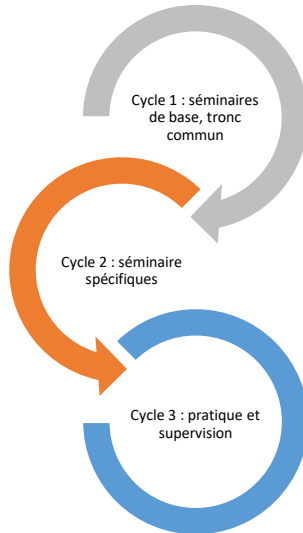 Cycle 1 : séminaires
de base, tronc
commun
Cycle 2 : séminaire
spécifiques
Cycle 3 : pratique et
supervision